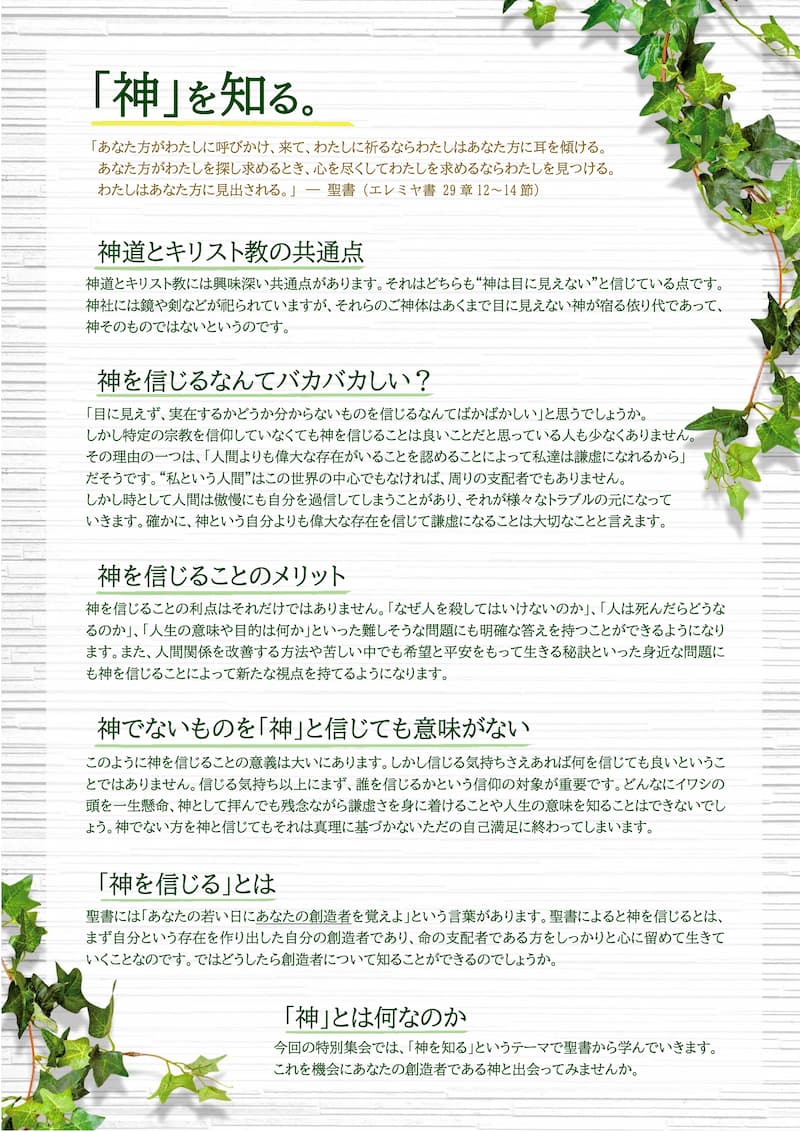 「神」を知る。
「あなた方がわたしに呼びかけ、来て、わたしに祈るならわたしはあなた方に耳を傾ける。
あなた方がわたしを探し求めるとき、心を尽くしてわたしを求めるならわたしを見つける。
わたしはあなた方に見出される。」 ― 聖書（エレミヤ書 29章12～14節）
神道とキリスト教の共通点
神道とキリスト教には興味深い共通点があります。それはどちらも“神は目に見えない”と信じている点です。
神社には鏡や剣などが祀られていますが、それらのご神体はあくまで目に見えない神が宿る依り代であって、
神そのものではないというのです。
神を信じるなんてバカバカしい？
「目に見えず、実在するかどうか分からないものを信じるなんてばかばかしい」と思うでしょうか。
しかし特定の宗教を信仰していなくても神を信じることは良いことだと思っている人も少なくありません。
その理由の一つは、「人間よりも偉大な存在がいることを認めることによって私達は謙虚になれるから」
だそうです。“私という人間”はこの世界の中心でもなければ、周りの支配者でもありません。
しかし時として人間は傲慢にも自分を過信してしまうことがあり、それが様々なトラブルの元になって
いきます。確かに、神という自分よりも偉大な存在を信じて謙虚になることは大切なことと言えます。
神を信じることのメリット
神を信じることの利点はそれだけではありません。「なぜ人を殺してはいけないのか」、「人は死んだらどうな
るのか」、「人生の意味や目的は何か」といった難しそうな問題にも明確な答えを持つことができるようになり
ます。また、人間関係を改善する方法や苦しい中でも希望と平安をもって生きる秘訣といった身近な問題に
も神を信じることによって新たな視点を持てるようになります。
神でないものを「神」と信じても意味がない
このように神を信じることの意義は大いにあります。しかし信じる気持ちさえあれば何を信じても良いというこ
とではありません。信じる気持ち以上にまず、誰を信じるかという信仰の対象が重要です。どんなにイワシの
頭を一生懸命、神として拝んでも残念ながら謙虚さを身に着けることや人生の意味を知ることはできないでし
ょう。神でない方を神と信じてもそれは真理に基づかないただの自己満足に終わってしまいます。
「神を信じる」とは
聖書には「あなたの若い日にあなたの創造者を覚えよ」という言葉があります。聖書によると神を信じるとは、
まず自分という存在を作り出した自分の創造者であり、命の支配者である方をしっかりと心に留めて生きて
いくことなのです。ではどうしたら創造者について知ることができるのでしょうか。
「神」とは何なのか
今回の特別集会では、「神を知る」というテーマで聖書から学んでいきます。
これを機会にあなたの創造者である神と出会ってみませんか。